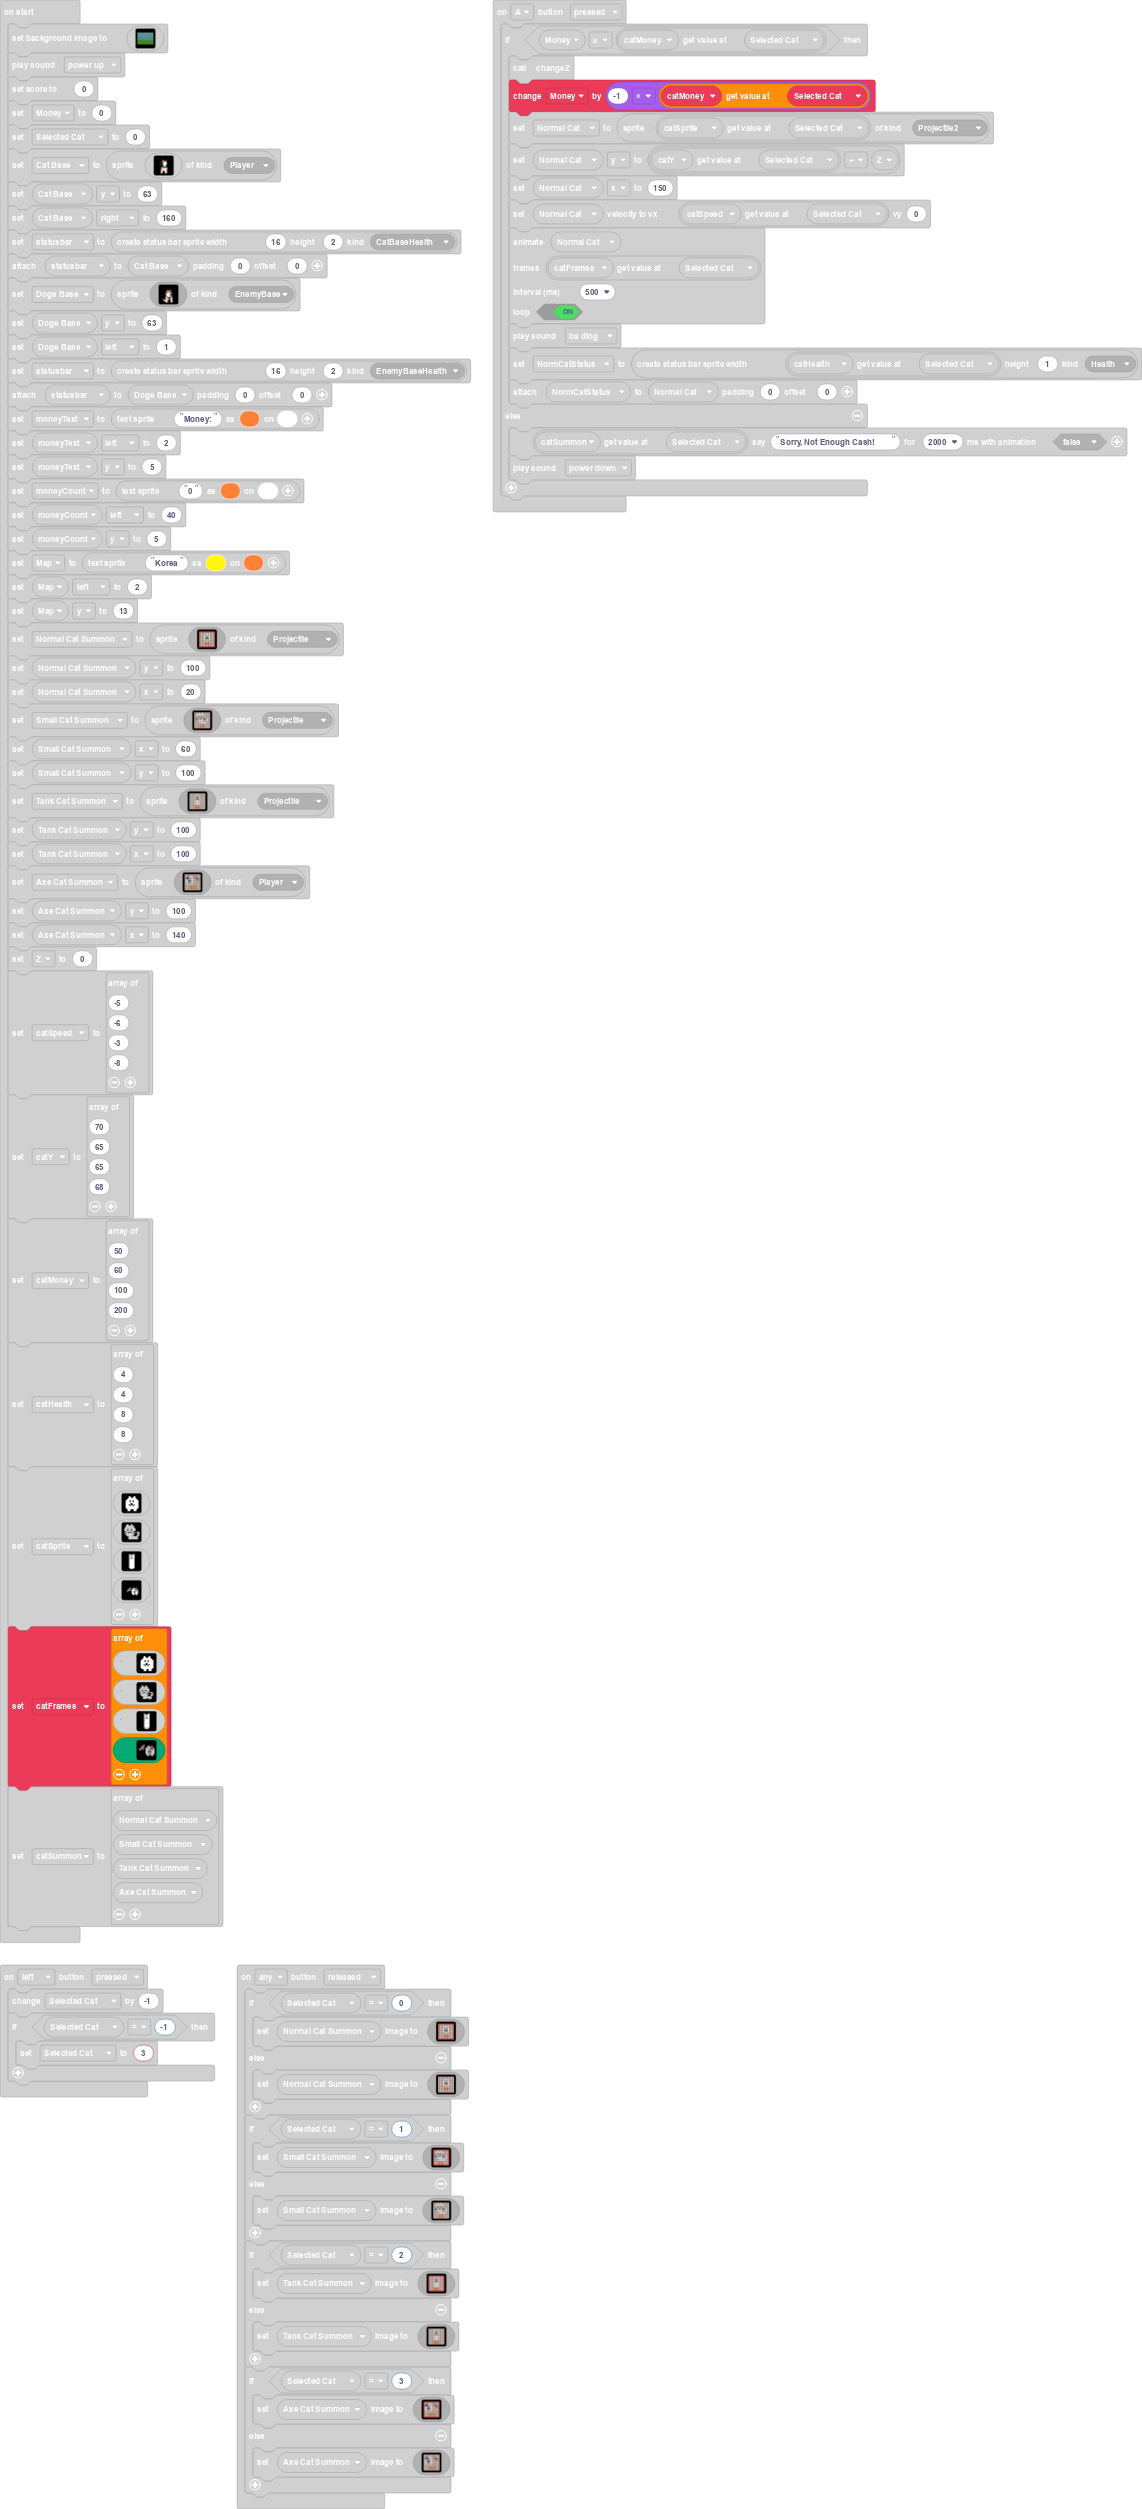 on start
set background image to
play sound power up
set score to 0
set Money to 0
set Selected Cat to 0
set Cat Base to sprite of kind Player
set Cat Base y to 63
set Cat Base right to 160
set statusbar to create status bar sprite width 16 height 2 kind CatBaseHealth
attach statusbar to Cat Base padding 0 offset 0
set Doge Base to sprite of kind EnemyBase
set Doge Base y to 63
set Doge Base left to 1
set statusbar to create status bar sprite width 16 height 2 kind EnemyBaseHealth
attach statusbar to Doge Base padding 0 offset 0
set moneyText to text sprite "Money:" as on
set moneyText left to 2
set moneyText y to 5
set moneyCount to text sprite "0" as on
set moneyCount left to 40
set moneyCount y to 5
set Map to text sprite "Korea" as on
set Map left to 2
set Map y to 13
set Normal Cat Summon to sprite of kind Projectile
set Normal Cat Summon y to 100
set Normal Cat Summon x to 20
set Small Cat Summon to sprite of kind Projectile
set Small Cat Summon x to 60
set Small Cat Summon y to 100
set Tank Cat Summon to sprite of kind Projectile
set Tank Cat Summon y to 100
set Tank Cat Summon x to 100
set Axe Cat Summon to sprite of kind Player
set Axe Cat Summon y to 100
set Axe Cat Summon x to 140
set Z to 0
set catSpeed to array of
-5
-6
-3
-8
set catY to array of
70
65
65
68
set catMoney to array of
50
60
100
200
set catHealth to array of
4
4
8
8
set catSprite to array of
set catFrames to array of
set catSummon to array of
Normal Cat Summon
Small Cat Summon
Tank Cat Summon
Axe Cat Summon
on A button pressed
if Money ≥ catMoney get value at Selected Cat then
call changeZ
change Money by -1 × catMoney get value at Selected Cat
set Normal Cat to sprite catSprite get value at Selected Cat of kind Projectile2
set Normal Cat y to catY get value at Selected Cat + Z
set Normal Cat x to 150
set Normal Cat velocity to vx catSpeed get value at Selected Cat vy 0
animate Normal Cat
frames catFrames get value at Selected Cat
interval (ms) 500
loop ON
play sound ba ding
set NormCatStatus to create status bar sprite width catHealth get value at Selected Cat height 1 kind Health
attach NormCatStatus to Normal Cat padding 0 offset 0
else
catSummon get value at Selected Cat say "Sorry, Not Enough Cash!" for 2000 ms with animation false
play sound power down
on left button pressed
change Selected Cat by -1
if Selected Cat = -1 then
set Selected Cat to 3
on any button released
if Selected Cat = 0 then
set Normal Cat Summon image to
else
set Normal Cat Summon image to
if Selected Cat = 1 then
set Small Cat Summon image to
else
set Small Cat Summon image to
if Selected Cat = 2 then
set Tank Cat Summon image to
else
set Tank Cat Summon image to
if Selected Cat = 3 then
set Axe Cat Summon image to
else
set Axe Cat Summon image to